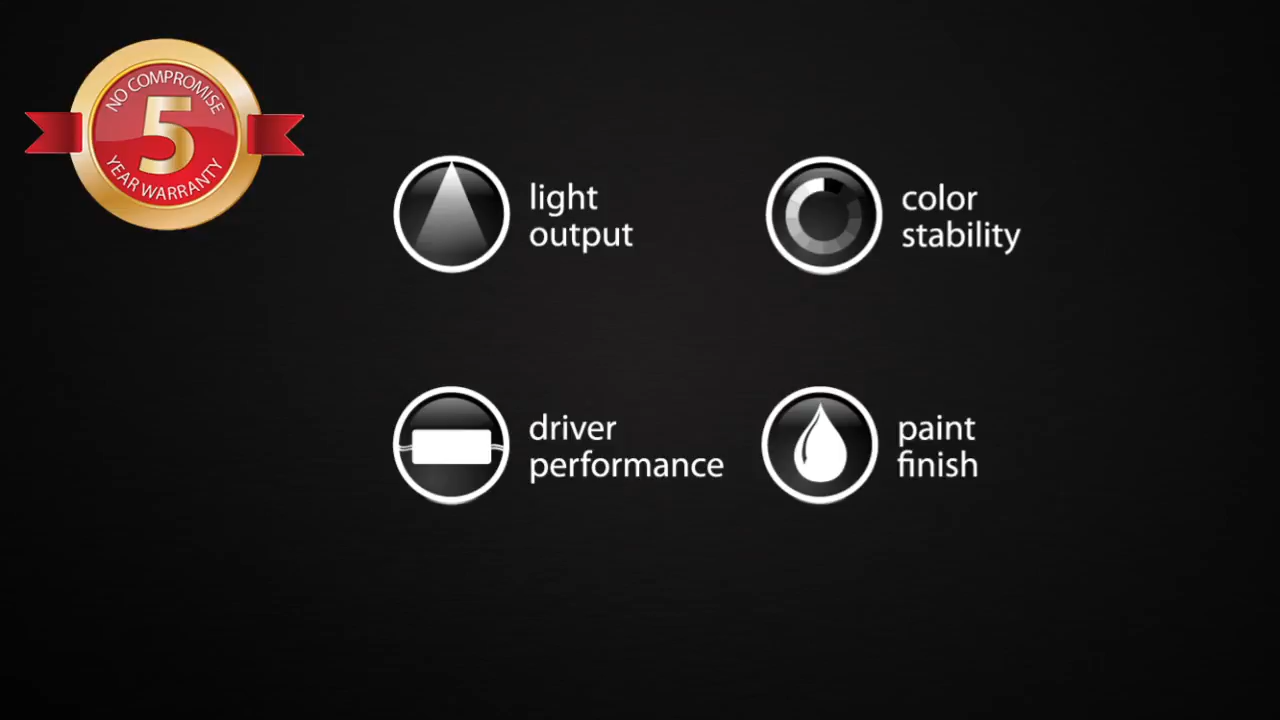 NO COMPROMISE
5
YEAR WARRANTY
light
output
color
stability
driver
performance
paint
finish